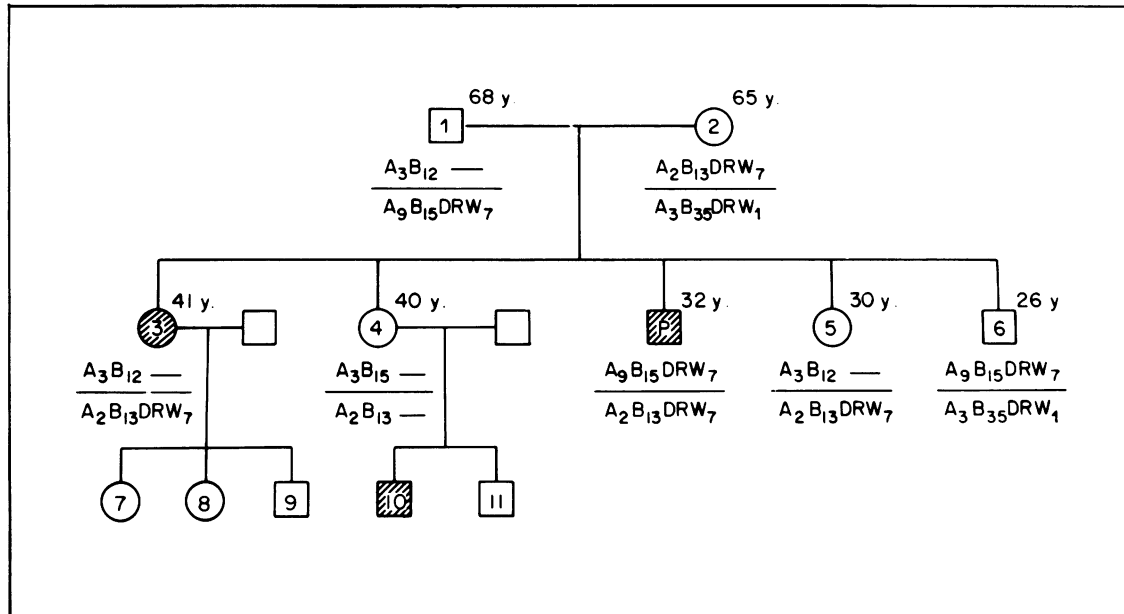 68 y. 65 y.
1 2
A3B12 — A2B13DRW7
A9B15DRW7 A3B35DRW1
41 y. 40 y. 32 y. 30 y. 26 y
3 4 P 5 6
A3B12 — A3B15 — A9B15DRW7 A3B12 — A9B15DRW7
A2B13DRW7 A2B13 — A2B13DRW7 A2B13DRW7 A3B35DRW1
7 8 9 10 11